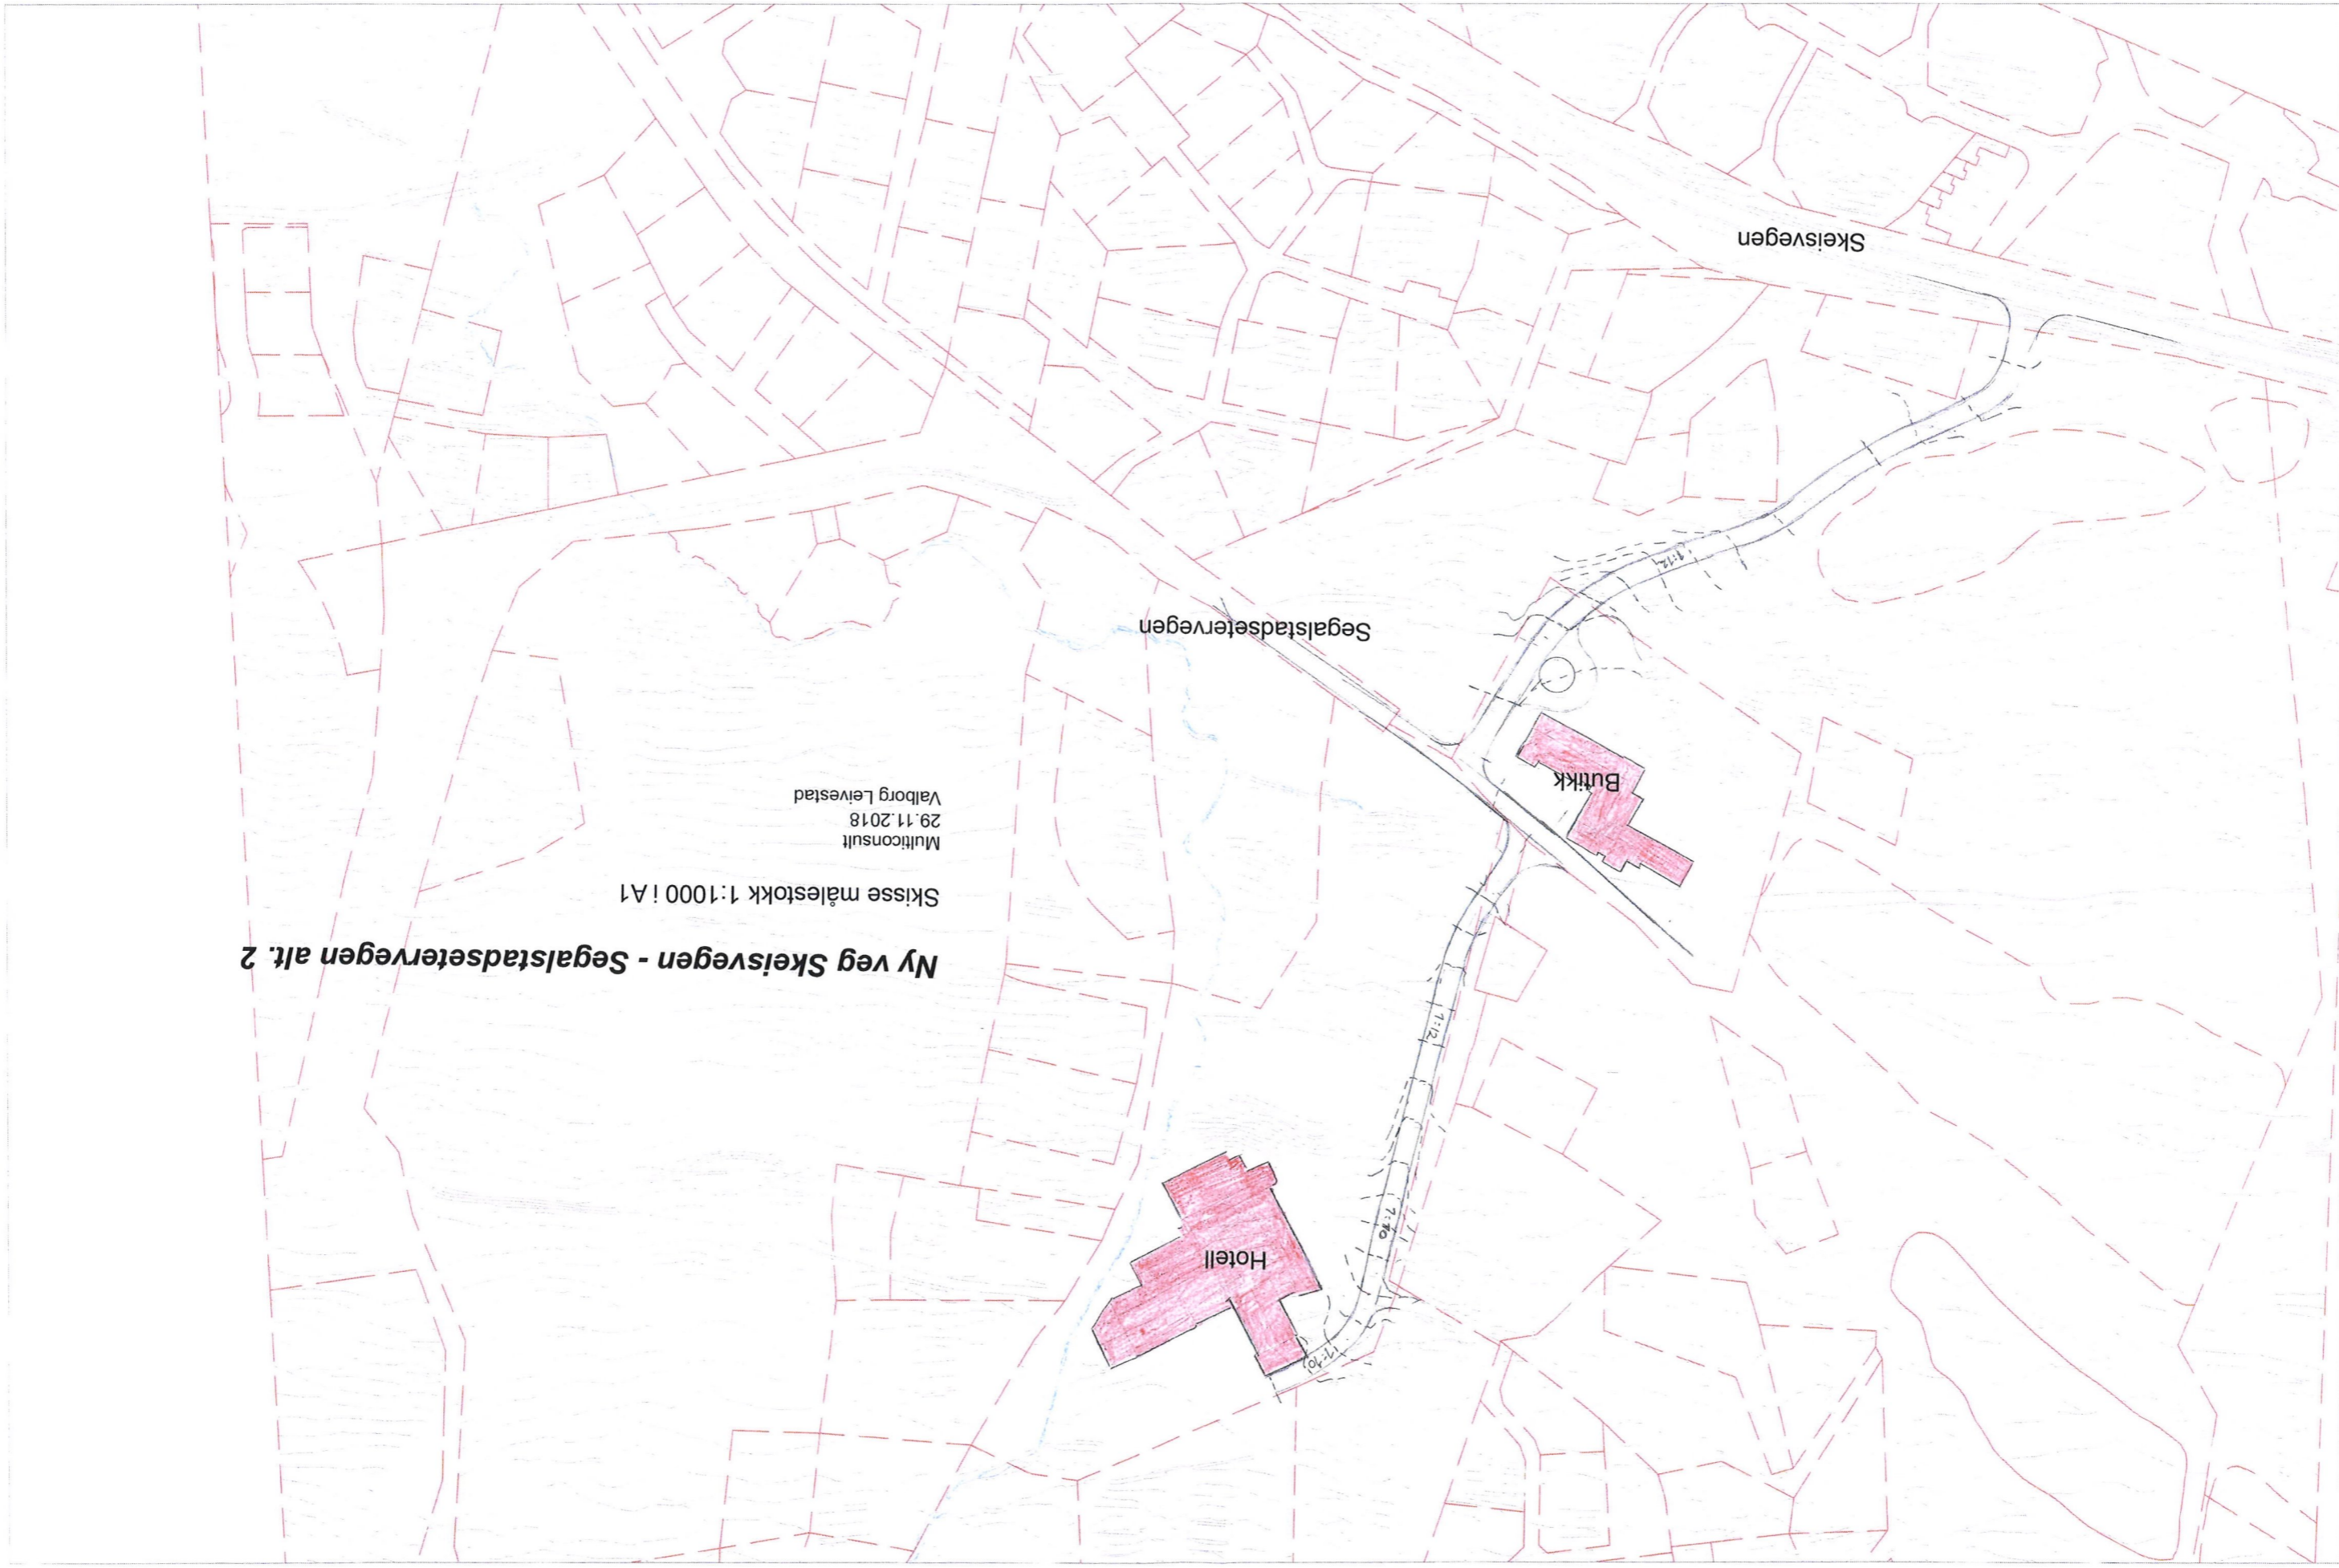 Hotell
1:10
1:10
1:12
Ny veg Skeisvegen - Segalstadsetervegen alt. 2
Skisse målestokk 1:1000 i A1
Multiconsult
29.11.2018
Valborg Leivestad
Butikk
Segalstadsetervegen
1:12
Skeisvegen